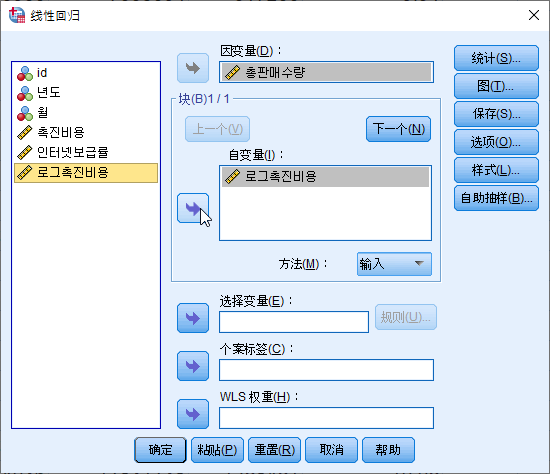 线性回归
id
년도
월
촉진비용
인터넷보급률
로그촉진비용
因变量(D)：
총판매수량
块(B)1 / 1
上一个(V)
下一个(N)
自变量(I)：
로그촉진비용
方法(M)：
输入
选择变量(E)：
规则(U)...
个案标签(C)：
WLS 权重(H)：
统计(S)...
图(T)...
保存(S)...
选项(O)...
样式(L)...
自助抽样(B)...
确定
粘贴(P)
重置(R)
取消
帮助